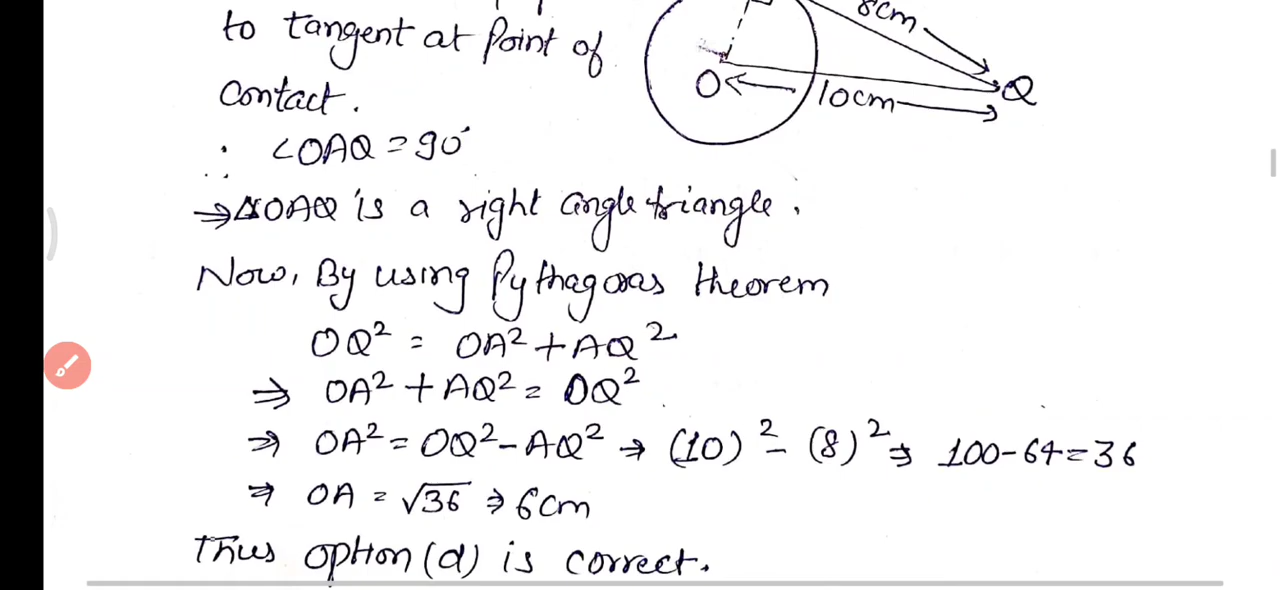 to tangent at Point of
Contact.
∴ ∠OAQ = 90°
⇒ △OAQ is a right angle triangle.
Now, By using Pythagoras theorem
OQ² = OA² + AQ²
⇒ OA² + AQ² = OQ²
⇒ OA² = OQ² - AQ² → (10)² - (8)² ⇒ 100-64=36
⇒ OA = √36 ⇒ 6cm
Thus option (d) is correct.
8cm
O
10cm
Q